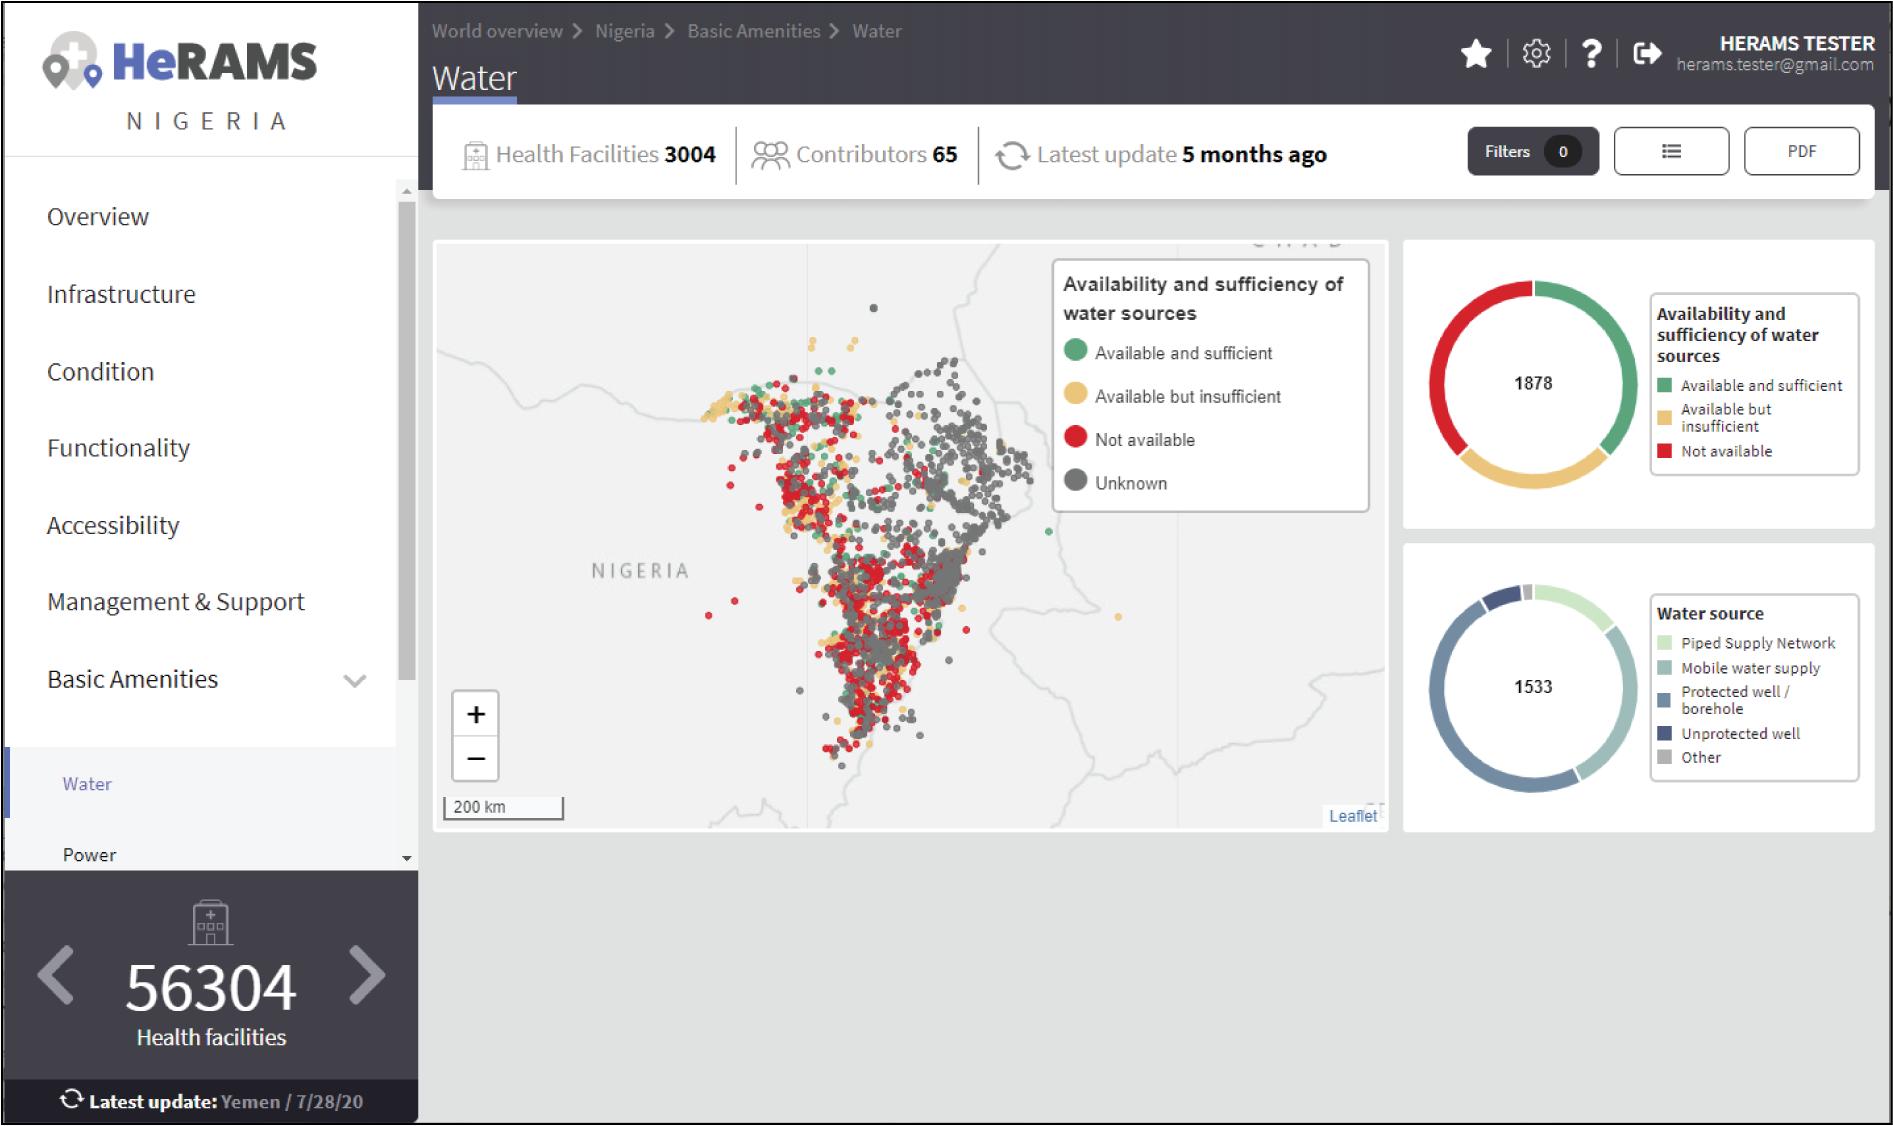 HeRAMS
NIGERIA
World overview > Nigeria > Basic Amenities > Water
Water
HERAMS TESTER
herams.tester@gmail.com
Health Facilities 3004
Contributors 65
Latest update 5 months ago
Filters 0
PDF
Overview
Infrastructure
Condition
Functionality
Accessibility
Management & Support
Basic Amenities
Water
Power
56304
Health facilities
Latest update: Yemen / 7/28/20
CHAD
NIGERIA
Availability and sufficiency of
water sources
Available and sufficient
Available but insufficient
Not available
Unknown
+
−
200 km
Leaflet
1878
Availability and
sufficiency of water
sources
Available and sufficient
Available but
insufficient
Not available
1533
Water source
Piped Supply Network
Mobile water supply
Protected well /
borehole
Unprotected well
Other